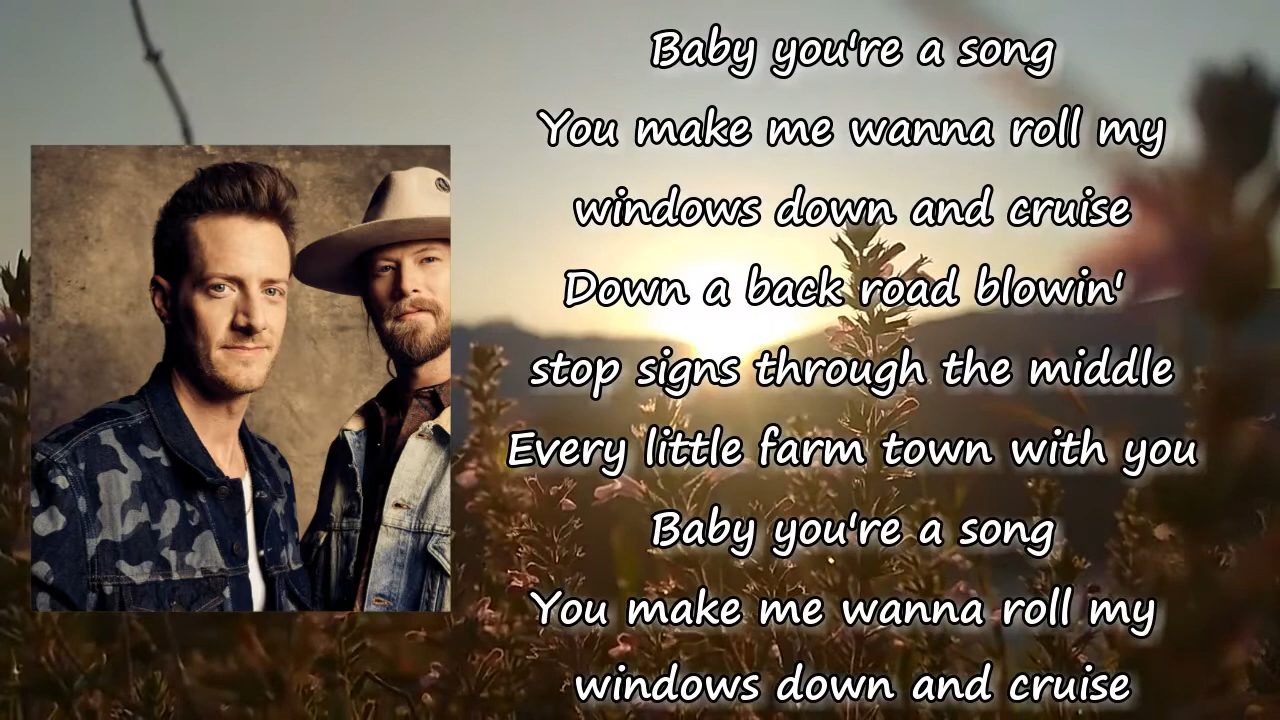 Baby you're a song
You make me wanna roll my
windows down and cruise
Down a back road blowin'
stop signs through the middle
Every little farm town with you
Baby you're a song
You make me wanna roll my
windows down and cruise